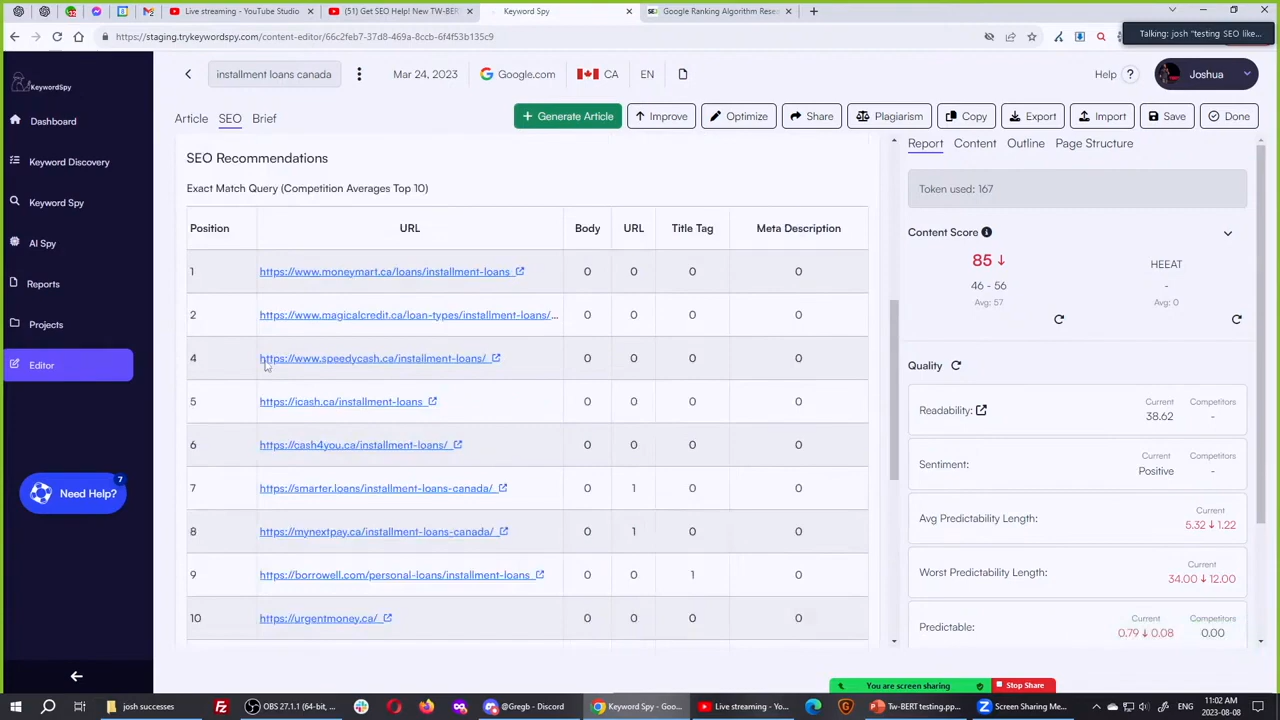 Live streaming - YouTube Studio
(51) Get SEO Help! New TW-BERT
Keyword Spy
Google Ranking Algorithm Rese
https://staging.trykeywordspy.com/content-editor/66c2feb7-37d8-469a-8ccb-6f4f53b135c9
Talking: josh "testing SEO like...
KeywordSpy
installment loans canada
Mar 24, 2023
Google.com
CA
EN
Help
Joshua
Dashboard
Keyword Discovery
Keyword Spy
AI Spy
Reports
Projects
Editor
Need Help?
7
Article
SEO
Brief
+ Generate Article
Improve
Optimize
Share
Plagiarism
Copy
Export
Import
Save
Done
SEO Recommendations
Exact Match Query (Competition Averages Top 10)
Position URL Body URL Title Tag Meta Description
1 https://www.moneymart.ca/loans/installment-loans 0 0 0 0
2 https://www.magicalcredit.ca/loan-types/installment-loans/... 0 0 0 0
4 https://www.speedycash.ca/installment-loans/ 0 0 0 0
5 https://icash.ca/installment-loans 0 0 0 0
6 https://cash4you.ca/installment-loans/ 0 0 0 0
7 https://smarter.loans/installment-loans-canada/ 0 1 0 0
8 https://mynextpay.ca/installment-loans-canada/ 0 1 0 0
9 https://borrowell.com/personal-loans/installment-loans 0 0 1 0
10 https://urgentmoney.ca/ 0 0 0 0
Report Content Outline Page Structure
Token used: 167
Content Score
85 ↓
46 - 56
Avg: 57
HEEAT
-
Avg: 0
Quality
Readability:
Current Competitors
38.62 -
Sentiment:
Current Competitors
Positive -
Avg Predictability Length:
Current
5.32 ↓ 1.22
Worst Predictability Length:
Current
34.00 ↓ 12.00
Predictable:
Current Competitors
0.79 ↓ 0.08 0.00
You are screen sharing
Stop Share
josh successes
Keyword Spy - Goo...
Live streaming - You...
Tw-BERT testing.pp...
Screen Sharing Me...
11:02 AM
2023-08-08